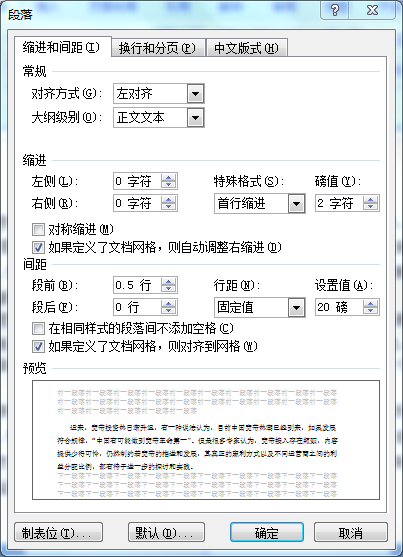 段落
缩进和间距(I) 换行和分页(P) 中文版式(H)
常规
对齐方式(G): 左对齐
大纲级别(O): 正文文本
缩进
左侧(L): 0 字符 特殊格式(S): 磅值(Y):
右侧(R): 0 字符 首行缩进 2 字符
对称缩进(M)
如果定义了文档网格，则自动调整右缩进(D)
间距
段前(B): 0.5 行 行距(N): 设置值(A):
段后(F): 0 行 固定值 20 磅
在相同样式的段落间不添加空格(C)
如果定义了文档网格，则对齐到网格(W)
预览
制表位(T)... 默认(D)... 确定 取消